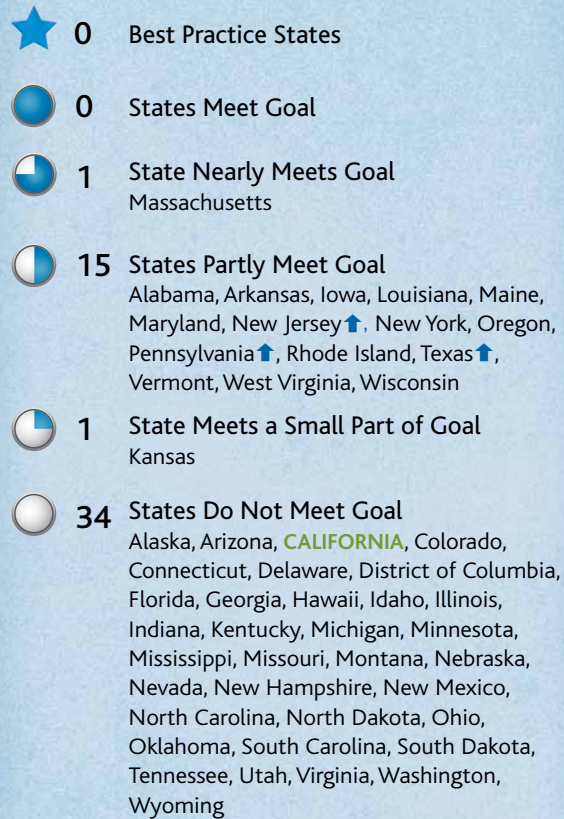 0 Best Practice States
0 States Meet Goal
1 State Nearly Meets Goal
Massachusetts
15 States Partly Meet Goal
Alabama, Arkansas, Iowa, Louisiana, Maine,
Maryland, New Jersey⬆, New York, Oregon,
Pennsylvania⬆, Rhode Island, Texas⬆,
Vermont, West Virginia, Wisconsin
1 State Meets a Small Part of Goal
Kansas
34 States Do Not Meet Goal
Alaska, Arizona, CALIFORNIA, Colorado,
Connecticut, Delaware, District of Columbia,
Florida, Georgia, Hawaii, Idaho, Illinois,
Indiana, Kentucky, Michigan, Minnesota,
Mississippi, Missouri, Montana, Nebraska,
Nevada, New Hampshire, New Mexico,
North Carolina, North Dakota, Ohio,
Oklahoma, South Carolina, South Dakota,
Tennessee, Utah, Virginia, Washington,
Wyoming